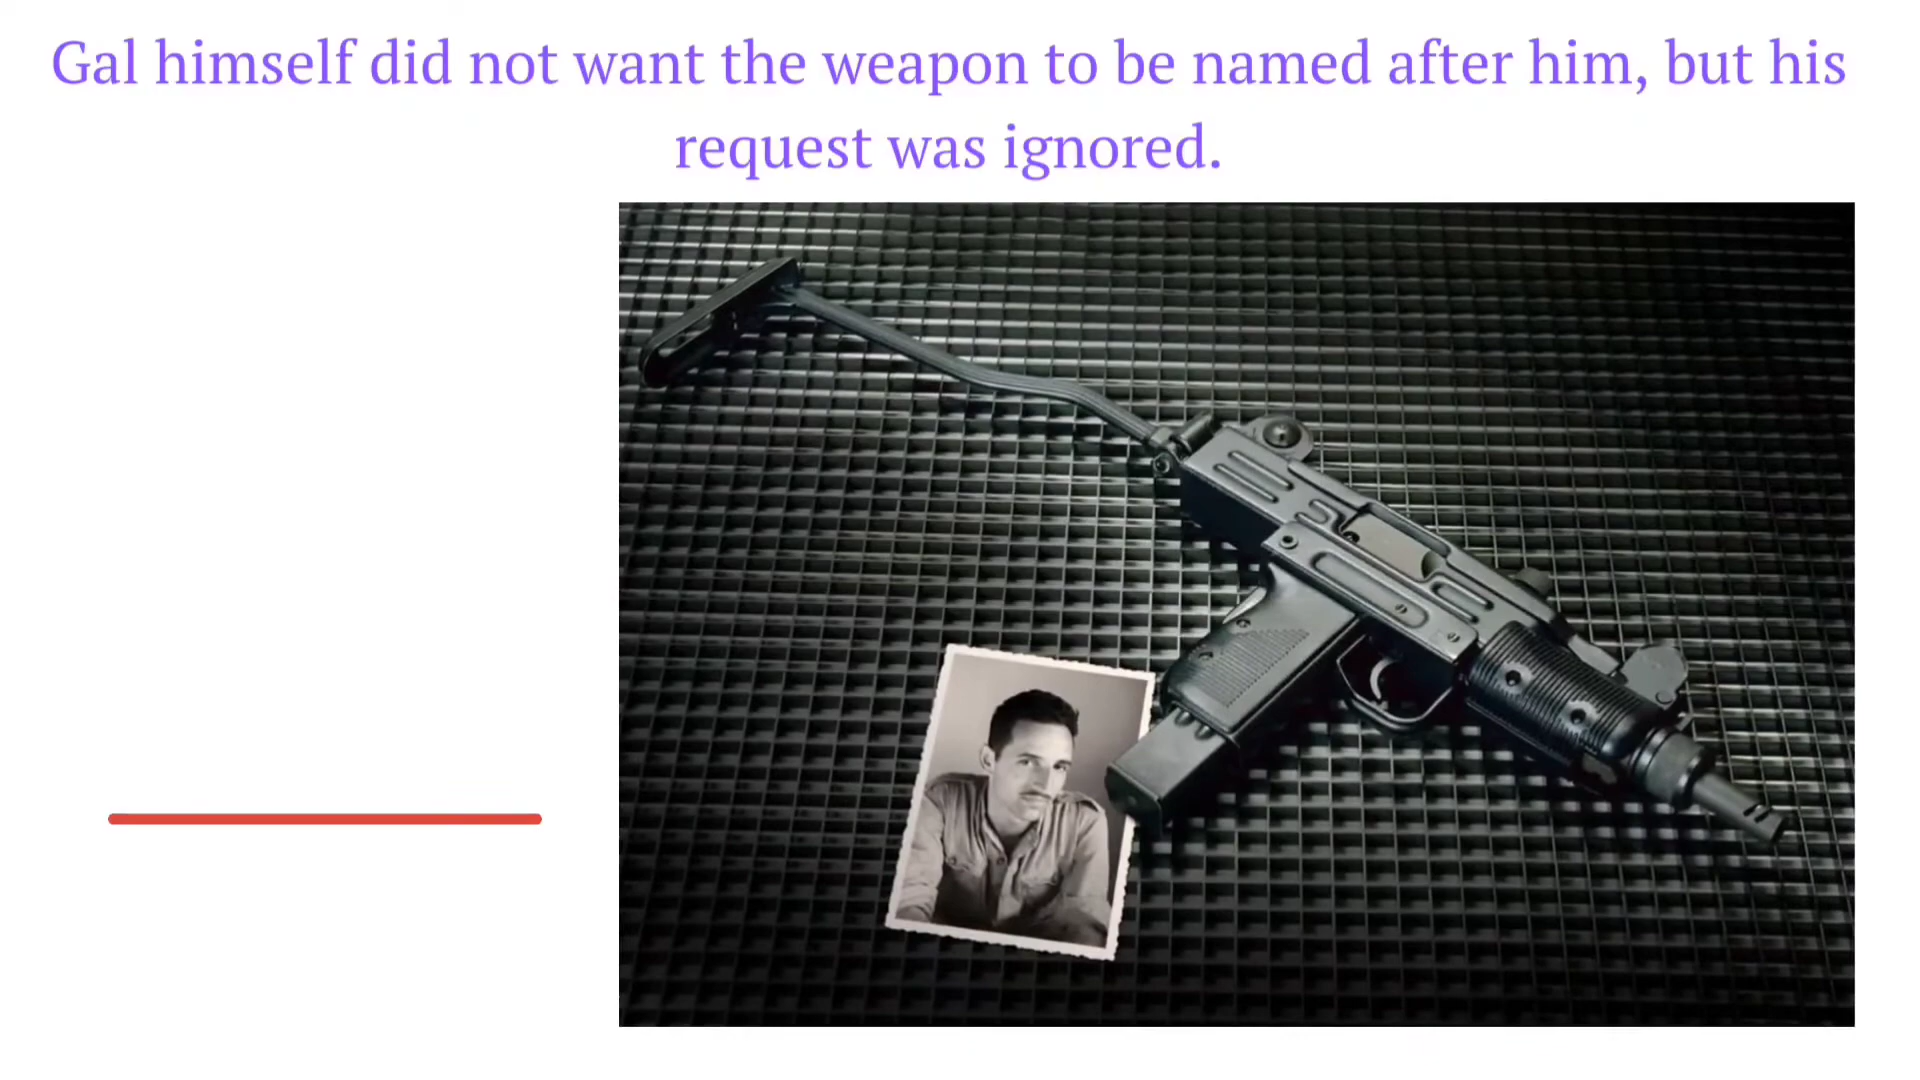 Gal himself did not want the weapon to be named after him, but his
request was ignored.